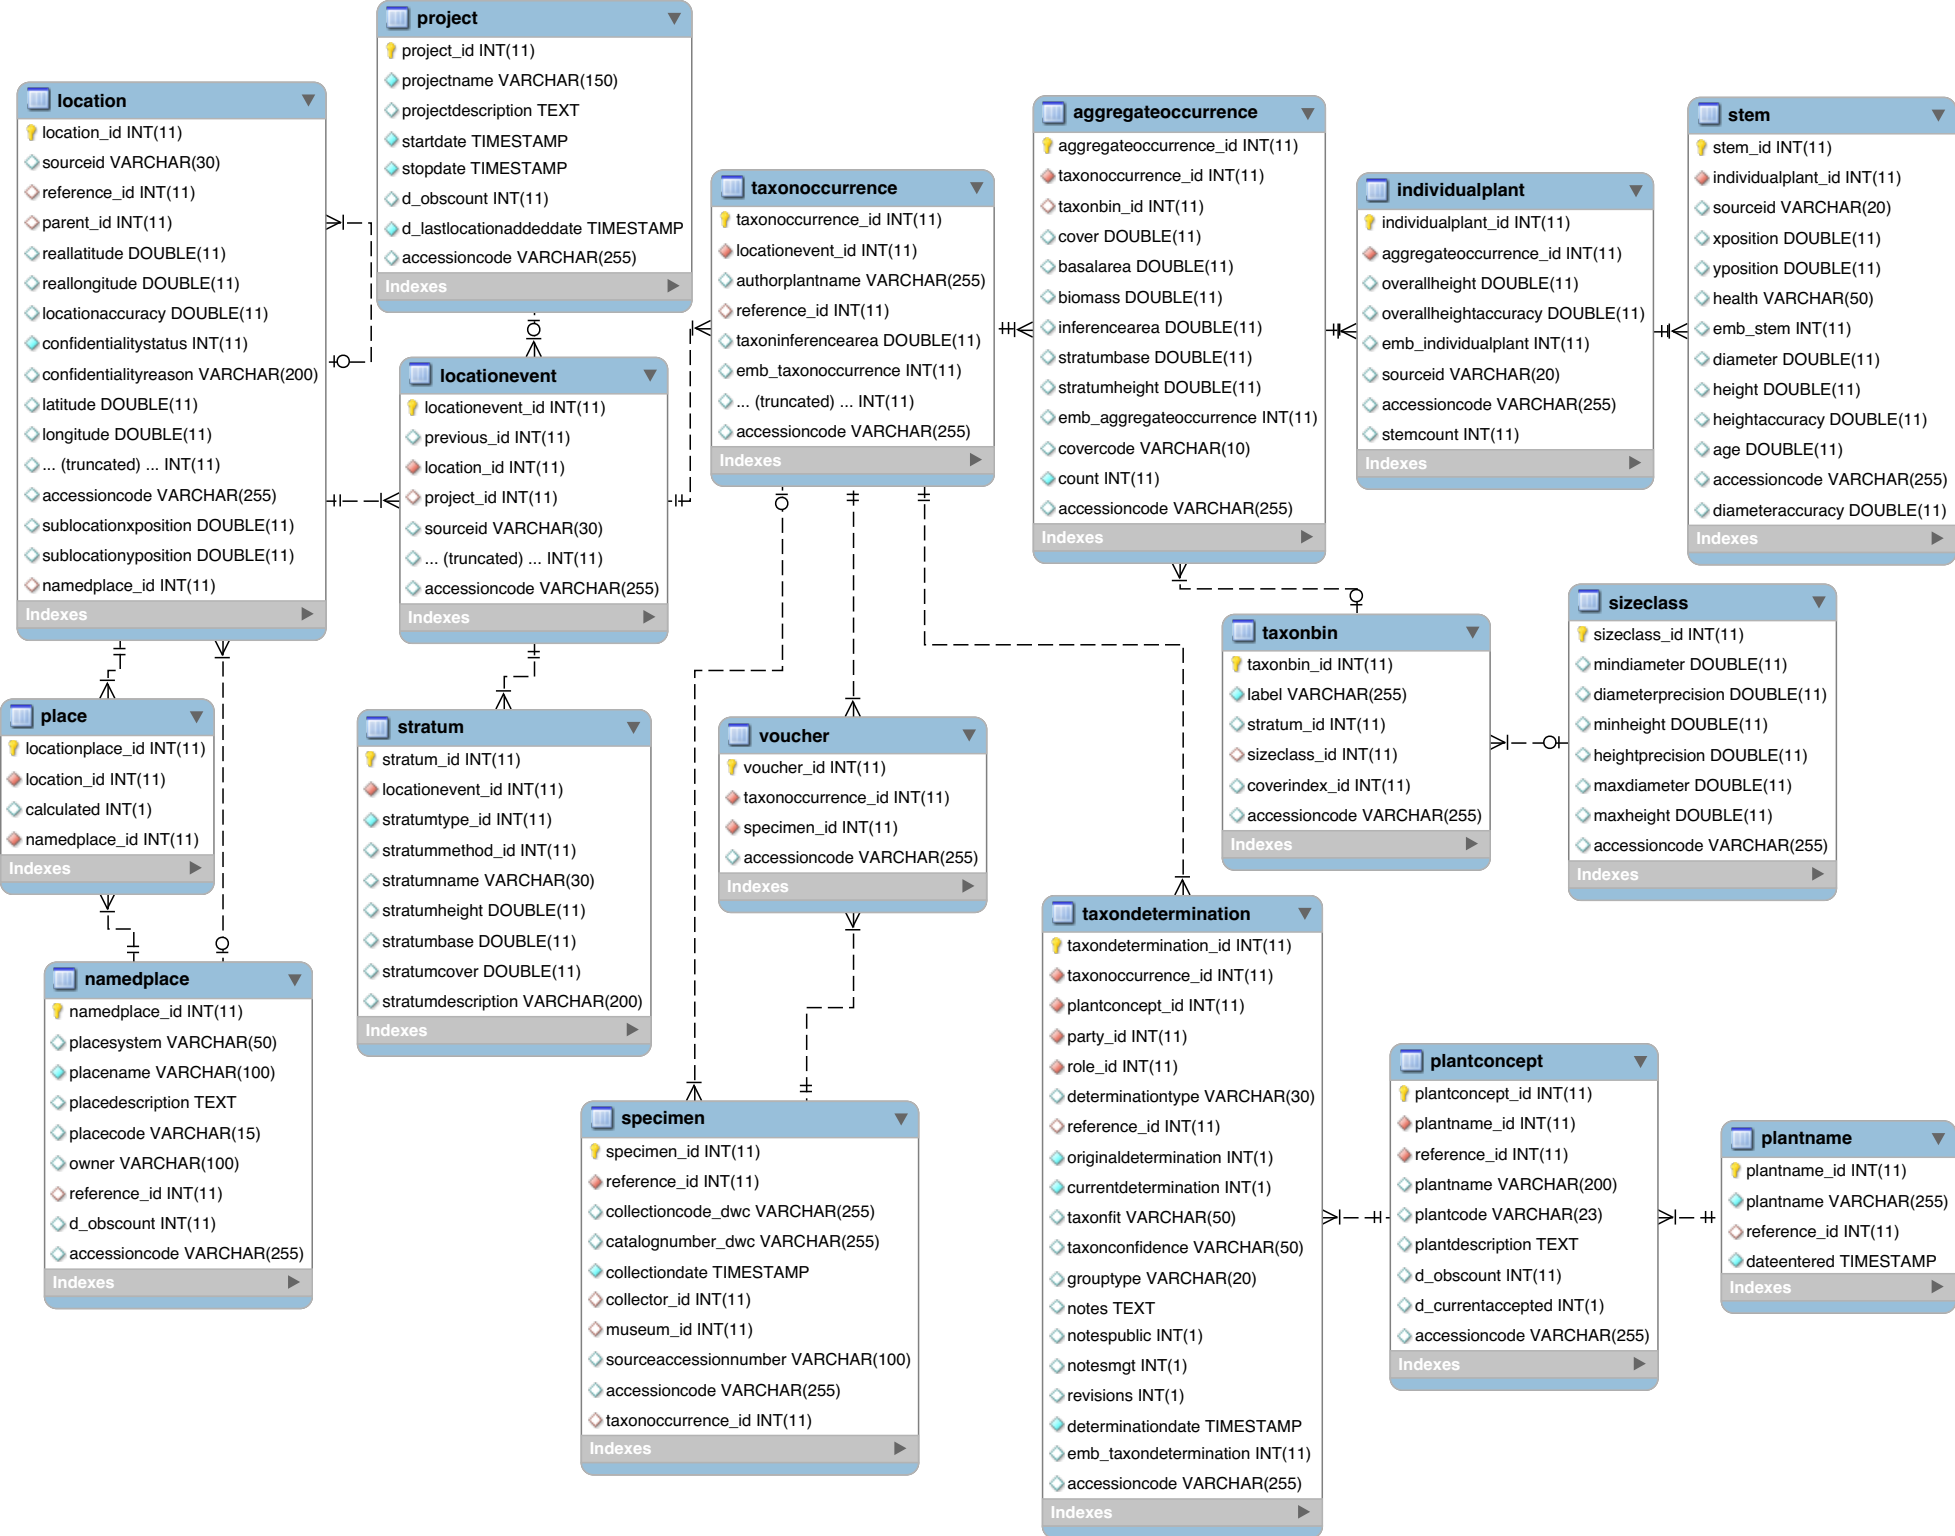 project
project_id INT(11)
projectname VARCHAR(150)
projectdescription TEXT
startdate TIMESTAMP
stopdate TIMESTAMP
d_obscount INT(11)
d_lastlocationaddeddate TIMESTAMP
accessioncode VARCHAR(255)
Indexes
location
location_id INT(11)
sourceid VARCHAR(30)
reference_id INT(11)
parent_id INT(11)
reallatitude DOUBLE(11)
reallongitude DOUBLE(11)
locationaccuracy DOUBLE(11)
confidentialitystatus INT(11)
confidentialityreason VARCHAR(200)
latitude DOUBLE(11)
longitude DOUBLE(11)
... (truncated) ... INT(11)
accessioncode VARCHAR(255)
sublocationxposition DOUBLE(11)
sublocationyposition DOUBLE(11)
namedplace_id INT(11)
Indexes
locationevent
locationevent_id INT(11)
previous_id INT(11)
location_id INT(11)
project_id INT(11)
sourceid VARCHAR(30)
... (truncated) ... INT(11)
accessioncode VARCHAR(255)
Indexes
taxonoccurrence
taxonoccurrence_id INT(11)
locationevent_id INT(11)
authorplantname VARCHAR(255)
reference_id INT(11)
taxoninferencearea DOUBLE(11)
emb_taxonoccurrence INT(11)
... (truncated) ... INT(11)
accessioncode VARCHAR(255)
Indexes
aggregateoccurrence
aggregateoccurrence_id INT(11)
taxonoccurrence_id INT(11)
taxonbin_id INT(11)
cover DOUBLE(11)
basalarea DOUBLE(11)
biomass DOUBLE(11)
inferencearea DOUBLE(11)
stratumbase DOUBLE(11)
stratumheight DOUBLE(11)
emb_aggregateoccurrence INT(11)
covercode VARCHAR(10)
count INT(11)
accessioncode VARCHAR(255)
Indexes
individualplant
individualplant_id INT(11)
aggregateoccurrence_id INT(11)
overallheight DOUBLE(11)
overallheightaccuracy DOUBLE(11)
emb_individualplant INT(11)
sourceid VARCHAR(20)
accessioncode VARCHAR(255)
stemcount INT(11)
Indexes
stem
stem_id INT(11)
individualplant_id INT(11)
sourceid VARCHAR(20)
xposition DOUBLE(11)
yposition DOUBLE(11)
health VARCHAR(50)
emb_stem INT(11)
diameter DOUBLE(11)
height DOUBLE(11)
heightaccuracy DOUBLE(11)
age DOUBLE(11)
accessioncode VARCHAR(255)
diameteraccuracy DOUBLE(11)
Indexes
place
locationplace_id INT(11)
location_id INT(11)
calculated INT(1)
namedplace_id INT(11)
Indexes
stratum
stratum_id INT(11)
locationevent_id INT(11)
stratumtype_id INT(11)
stratummethod_id INT(11)
stratumname VARCHAR(30)
stratumheight DOUBLE(11)
stratumbase DOUBLE(11)
stratumcover DOUBLE(11)
stratumdescription VARCHAR(200)
Indexes
voucher
voucher_id INT(11)
taxonoccurrence_id INT(11)
specimen_id INT(11)
accessioncode VARCHAR(255)
Indexes
taxonbin
taxonbin_id INT(11)
label VARCHAR(255)
stratum_id INT(11)
sizeclass_id INT(11)
coverindex_id INT(11)
accessioncode VARCHAR(255)
Indexes
sizeclass
sizeclass_id INT(11)
mindiameter DOUBLE(11)
diameterprecision DOUBLE(11)
minheight DOUBLE(11)
heightprecision DOUBLE(11)
maxdiameter DOUBLE(11)
maxheight DOUBLE(11)
accessioncode VARCHAR(255)
Indexes
namedplace
namedplace_id INT(11)
placesystem VARCHAR(50)
placename VARCHAR(100)
placedescription TEXT
placecode VARCHAR(15)
owner VARCHAR(100)
reference_id INT(11)
d_obscount INT(11)
accessioncode VARCHAR(255)
Indexes
specimen
specimen_id INT(11)
reference_id INT(11)
collectioncode_dwc VARCHAR(255)
catalognumber_dwc VARCHAR(255)
collectiondate TIMESTAMP
collector_id INT(11)
museum_id INT(11)
sourceaccessionnumber VARCHAR(100)
accessioncode VARCHAR(255)
taxonoccurrence_id INT(11)
Indexes
taxondetermination
taxondetermination_id INT(11)
taxonoccurrence_id INT(11)
plantconcept_id INT(11)
party_id INT(11)
role_id INT(11)
determinationtype VARCHAR(30)
reference_id INT(11)
originaldetermination INT(1)
currentdetermination INT(1)
taxonfit VARCHAR(50)
taxonconfidence VARCHAR(50)
grouptype VARCHAR(20)
notes TEXT
notespublic INT(1)
notesmgt INT(1)
revisions INT(1)
determinationdate TIMESTAMP
emb_taxondetermination INT(11)
accessioncode VARCHAR(255)
Indexes
plantconcept
plantconcept_id INT(11)
plantname_id INT(11)
reference_id INT(11)
plantname VARCHAR(200)
plantcode VARCHAR(23)
plantdescription TEXT
d_obscount INT(11)
d_currentaccepted INT(1)
accessioncode VARCHAR(255)
Indexes
plantname
plantname_id INT(11)
plantname VARCHAR(255)
reference_id INT(11)
dateentered TIMESTAMP
Indexes